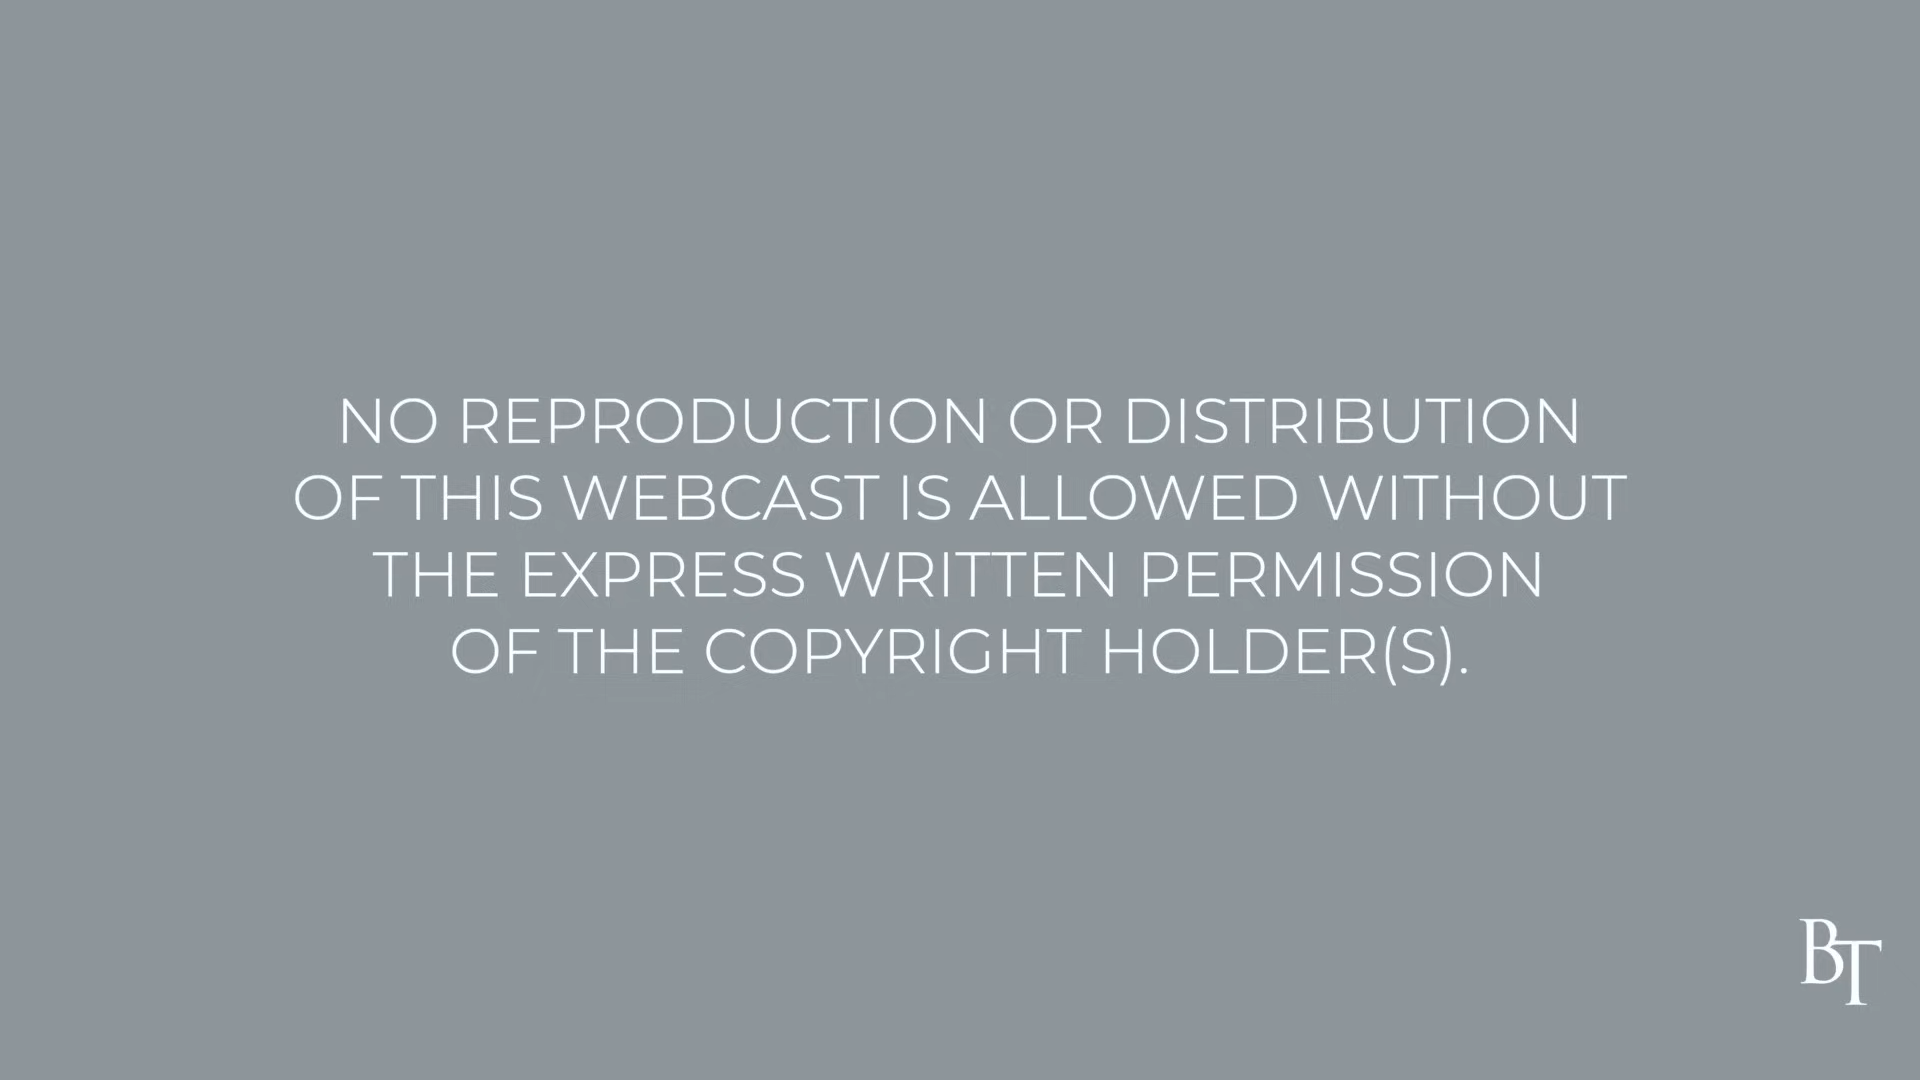 NO REPRODUCTION OR DISTRIBUTION
OF THIS WEBCAST IS ALLOWED WITHOUT
THE EXPRESS WRITTEN PERMISSION
OF THE COPYRIGHT HOLDER(S).
BT